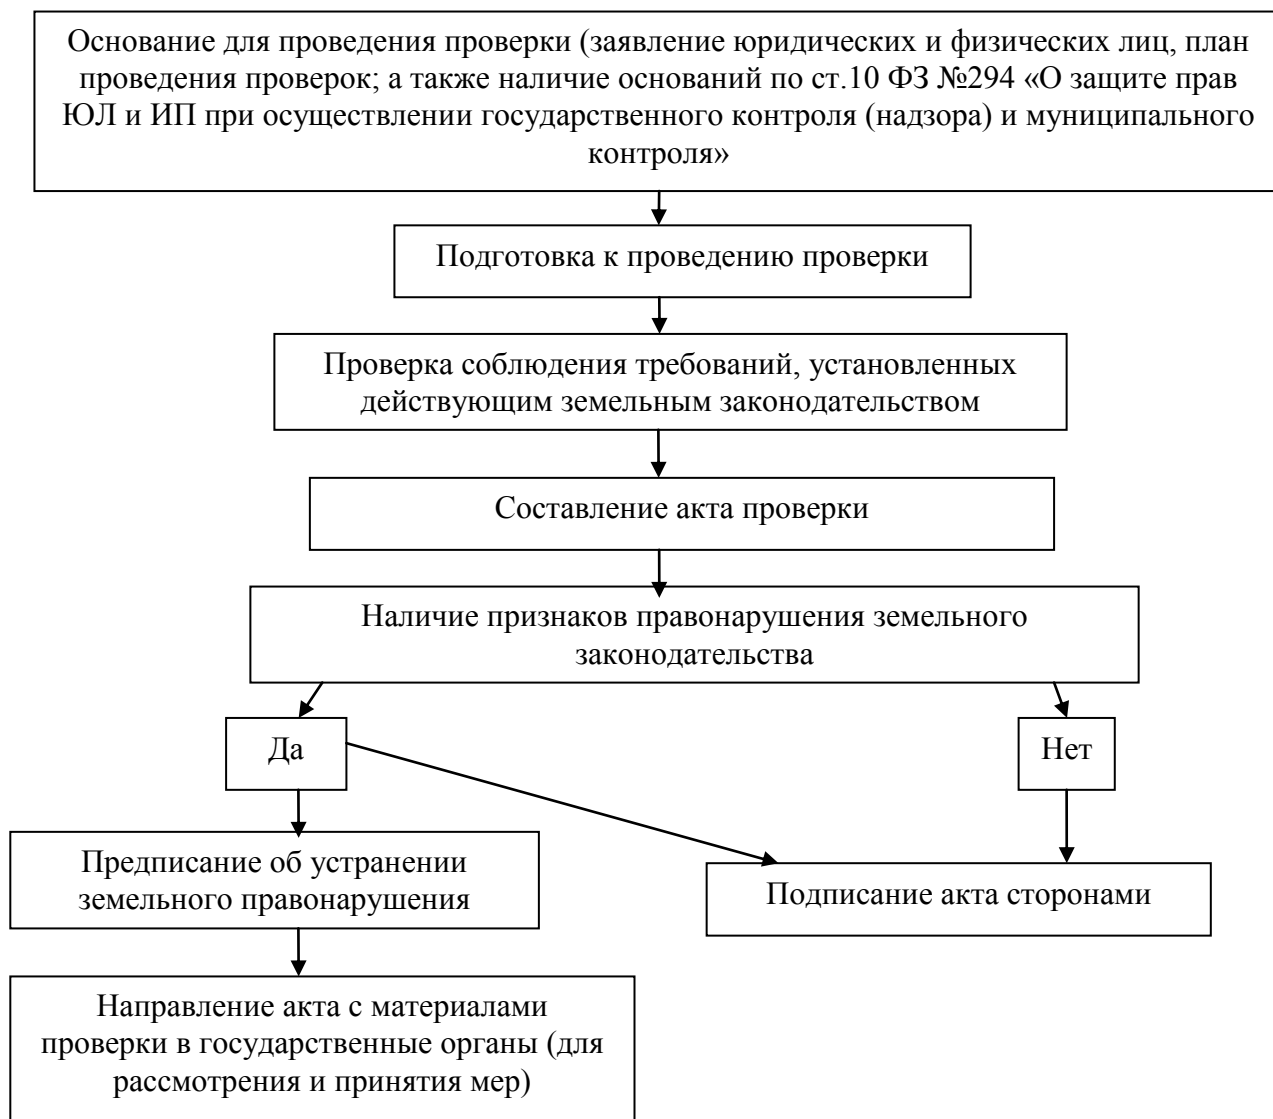 Основание для проведения проверки (заявление юридических и физических лиц, план
проведения проверок; а также наличие оснований по ст.10 ФЗ №294 «О защите прав
ЮЛ и ИП при осуществлении государственного контроля (надзора) и муниципального
контроля»
Подготовка к проведению проверки
Проверка соблюдения требований, установленных
действующим земельным законодательством
Составление акта проверки
Наличие признаков правонарушения земельного
законодательства
Да
Нет
Предписание об устранении
земельного правонарушения
Подписание акта сторонами
Направление акта с материалами
проверки в государственные органы (для
рассмотрения и принятия мер)